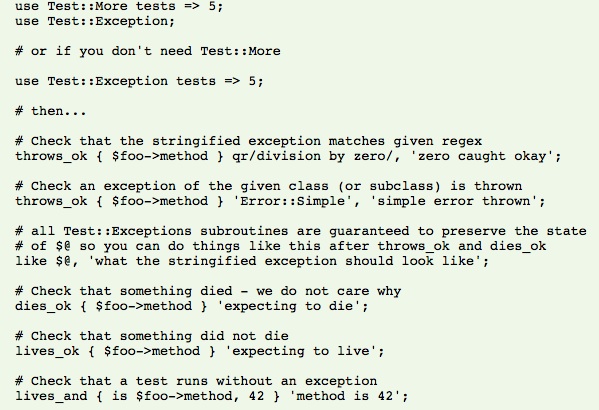 use Test::More tests => 5;
use Test::Exception;
# or if you don't need Test::More
use Test::Exception tests => 5;
# then...
# Check that the stringified exception matches given regex
throws_ok { $foo->method } qr/division by zero/, 'zero caught okay';
# Check an exception of the given class (or subclass) is thrown
throws_ok { $foo->method } 'Error::Simple', 'simple error thrown';
# all Test::Exceptions subroutines are guaranteed to preserve the state
# of $@ so you can do things like this after throws_ok and dies_ok
like $@, 'what the stringified exception should look like';
# Check that something died - we do not care why
dies_ok { $foo->method } 'expecting to die';
# Check that something did not die
lives_ok { $foo->method } 'expecting to live';
# Check that a test runs without an exception
lives_and { is $foo->method, 42 } 'method is 42';